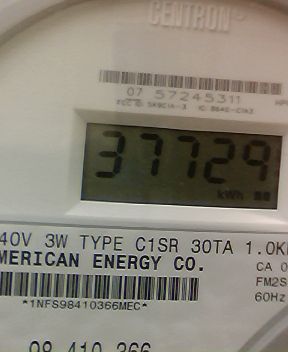 CENTRON
07 57245311
37729
kWh
40V 3W TYPE C1SR 30TA 1.0K
MERICAN ENERGY CO.
CA 0
FM2S
60Hz
*1NFS98410366MEC*
98 410 366